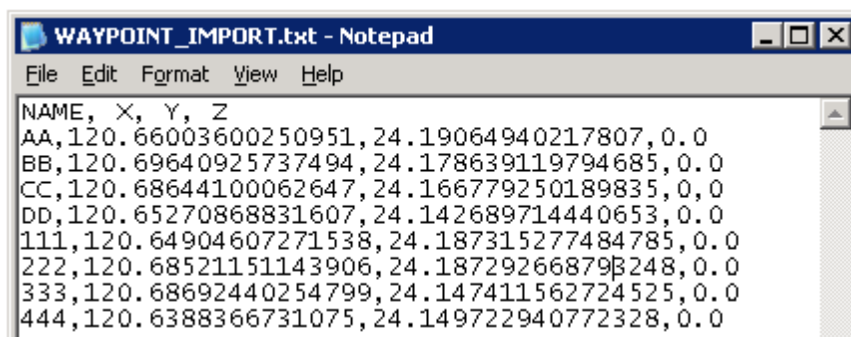 WAYPOINT_IMPORT.txt - Notepad
File Edit Format View Help
NAME, X, Y, Z
AA,120.66003600250951,24.19064940217807,0.0
BB,120.69640925737494,24.178639119794685,0.0
CC,120.68644100062647,24.166779250189835,0,0
DD,120.65270868831607,24.142689714440653,0.0
111,120.64904607271538,24.187315277484785,0.0
222,120.68521151143906,24.187292668793248,0.0
333,120.68692440254799,24.147411562724525,0.0
444,120.6388366731075,24.149722940772328,0.0